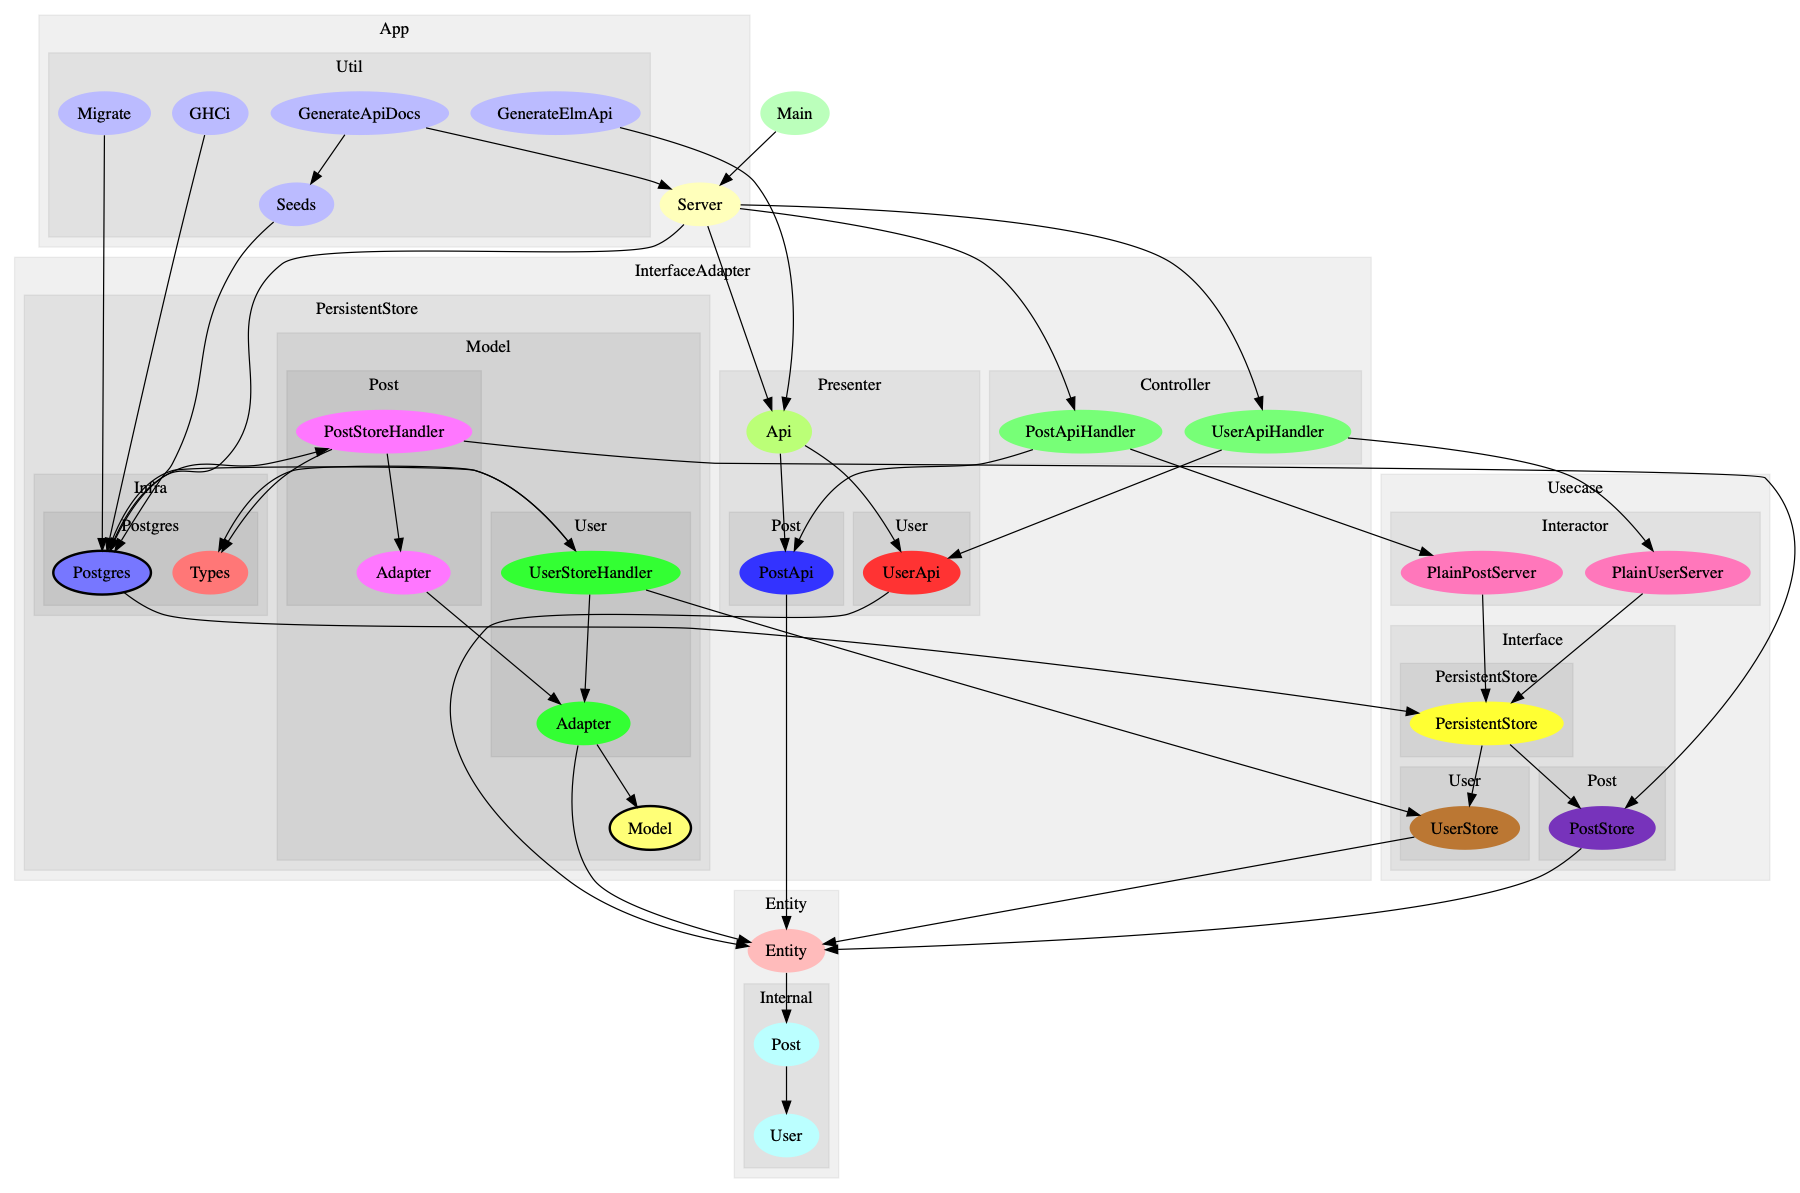 App
Util
Migrate
GHCi
GenerateApiDocs
GenerateElmApi
Main
Seeds
Server
InterfaceAdapter
PersistentStore
Model
Post
Presenter
Controller
PostStoreHandler
Api
PostApiHandler
UserApiHandler
Infra
Usecase
Postgres
User
Post
User
Interactor
Postgres
Types
Adapter
UserStoreHandler
PostApi
UserApi
PlainPostServer
PlainUserServer
Interface
PersistentStore
Adapter
PersistentStore
User
Post
Model
UserStore
PostStore
Entity
Entity
Internal
Post
User